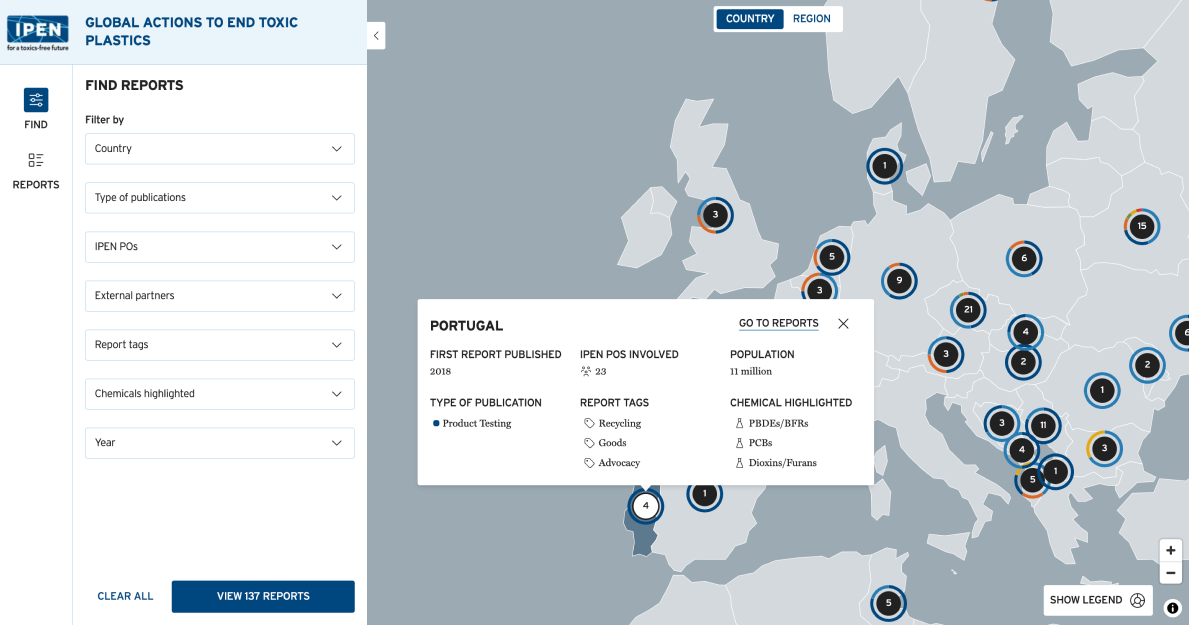 IPEN
for a toxics-free future
GLOBAL ACTIONS TO END TOXIC
PLASTICS
FIND
REPORTS
FIND REPORTS
Filter by
Country
Type of publications
IPEN POs
External partners
Report tags
Chemicals highlighted
Year
CLEAR ALL
VIEW 137 REPORTS
COUNTRY
REGION
1
3
15
5
6
9
3
21
4
6
3
2
2
1
3
11
4
3
1
5
PORTUGAL
GO TO REPORTS
FIRST REPORT PUBLISHED
2018
IPEN POS INVOLVED
23
POPULATION
11 million
TYPE OF PUBLICATION
Product Testing
REPORT TAGS
Recycling
Goods
Advocacy
CHEMICAL HIGHLIGHTED
PBDEs/BFRs
PCBs
Dioxins/Furans
4
1
5
SHOW LEGEND